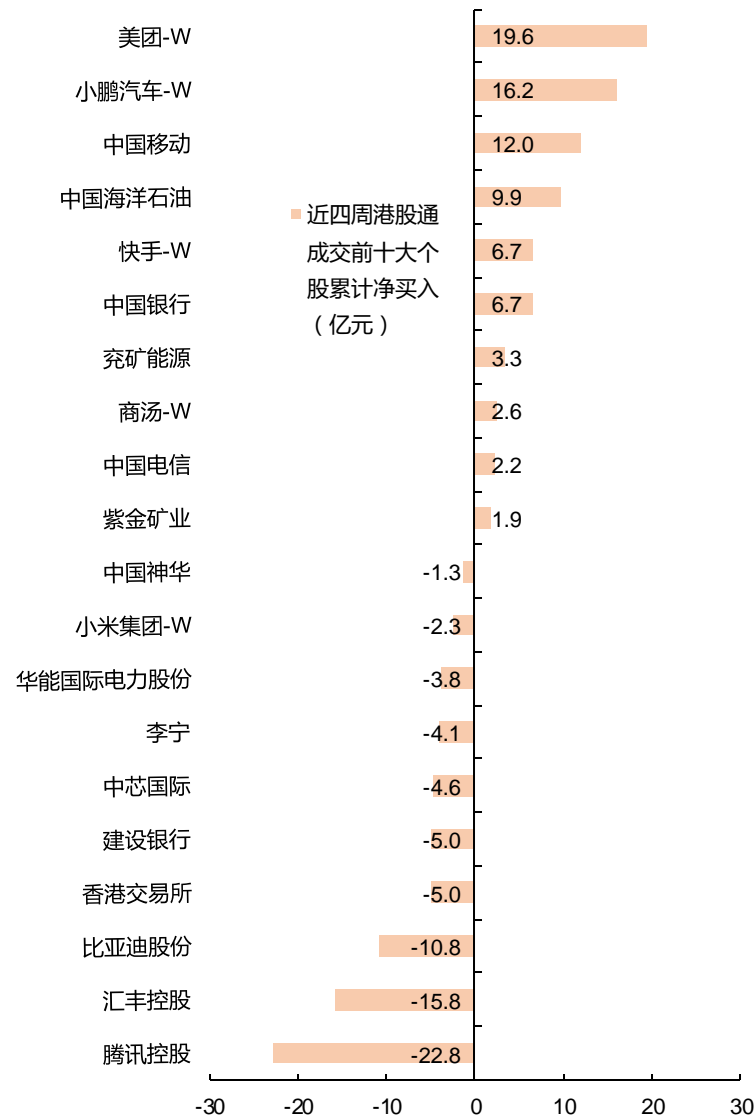 美团-W 19.6
小鹏汽车-W 16.2
中国移动 12.0
中国海洋石油 9.9
近四周港股通
成交前十大个
股累计净买入
（亿元）
快手-W 6.7
中国银行 6.7
兖矿能源 3.3
商汤-W 2.6
中国电信 2.2
紫金矿业 1.9
中国神华 -1.3
小米集团-W -2.3
华能国际电力股份 -3.8
李宁 -4.1
中芯国际 -4.6
建设银行 -5.0
香港交易所 -5.0
比亚迪股份 -10.8
汇丰控股 -15.8
腾讯控股 -22.8
-30 -20 -10 0 10 20 30